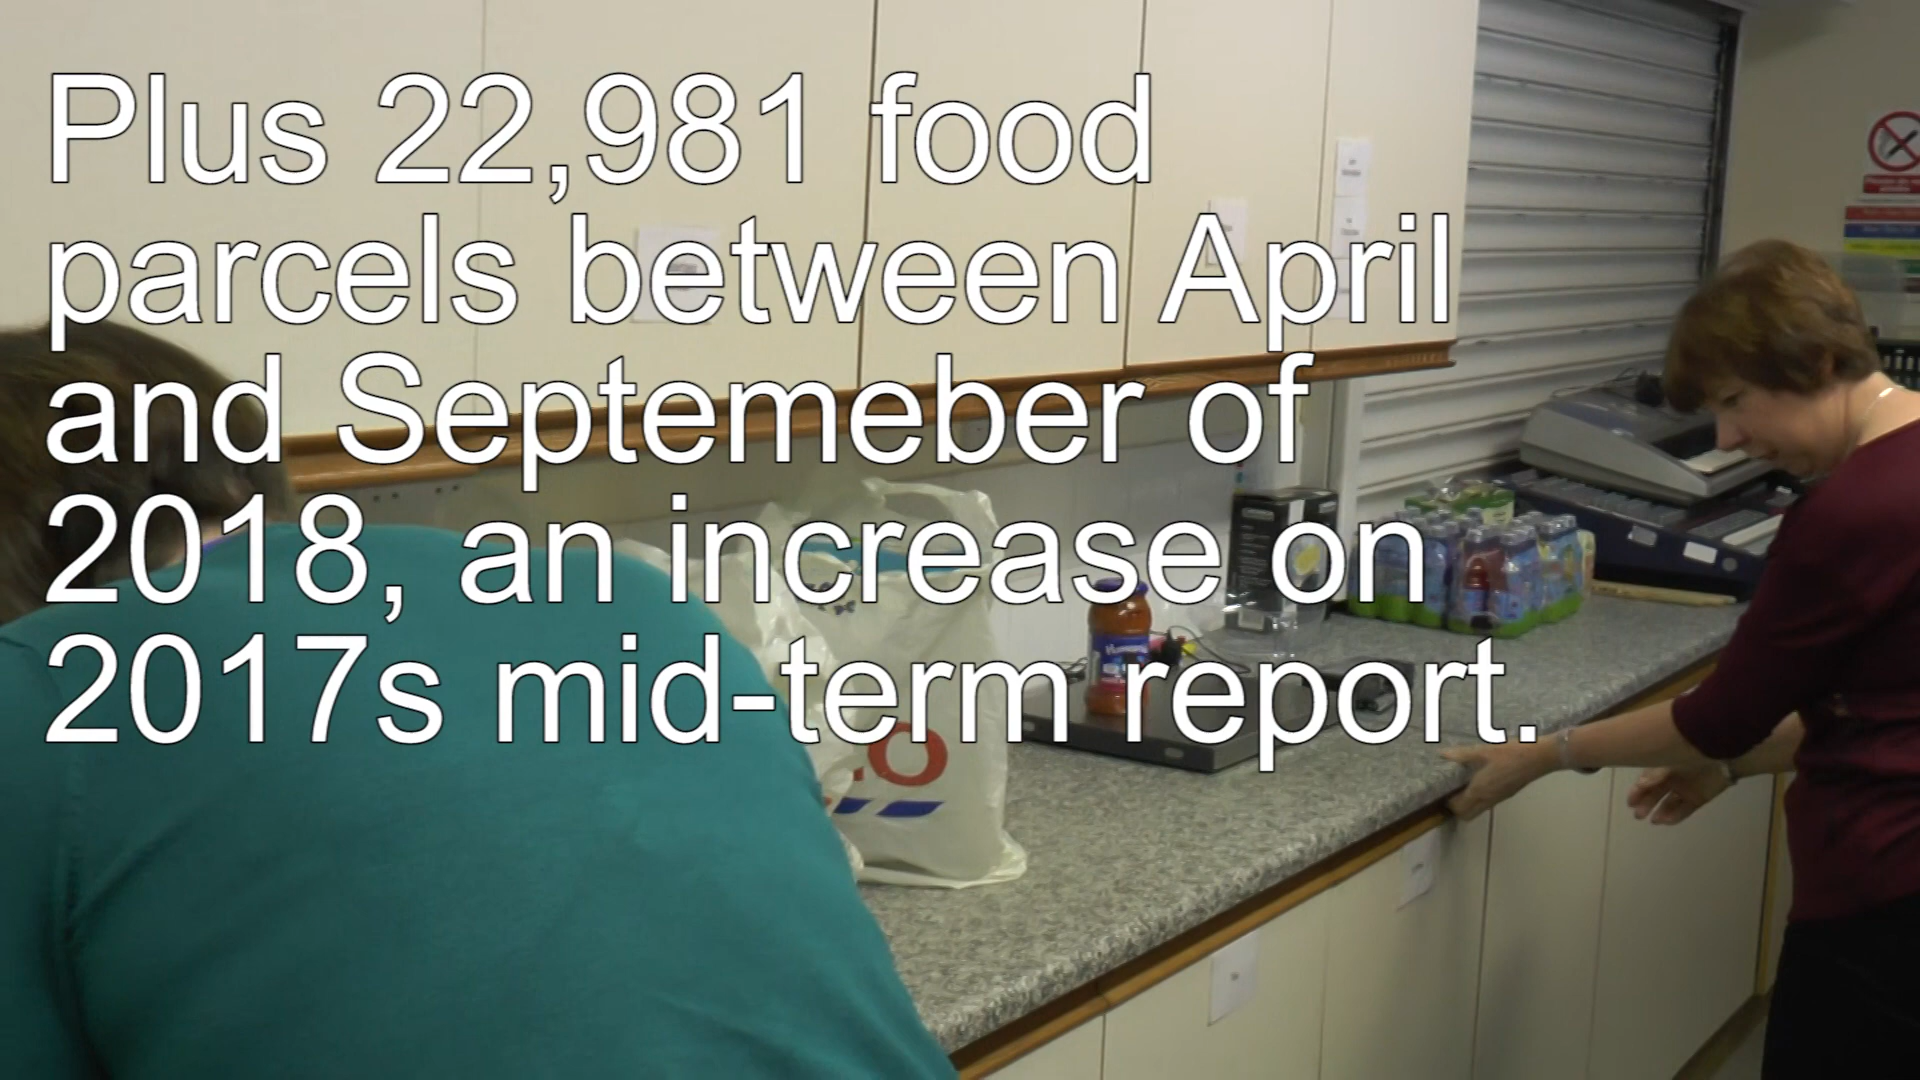 Plus 22,981 food
parcels between April
and Septemeber of
2018, an increase on
2017s mid-term report.